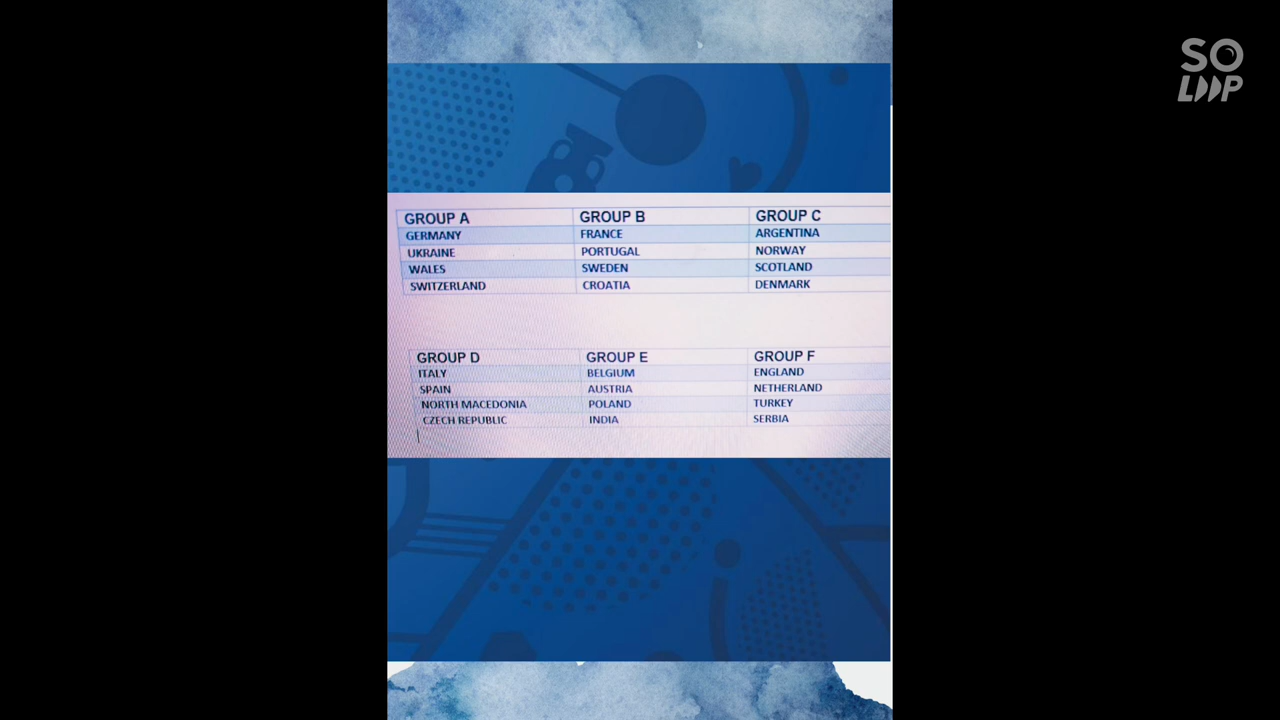 SO
LOOP
GROUP A GROUP B GROUP C
GERMANY FRANCE ARGENTINA
UKRAINE PORTUGAL NORWAY
WALES SWEDEN SCOTLAND
SWITZERLAND CROATIA DENMARK
GROUP D GROUP E GROUP F
ITALY BELGIUM ENGLAND
SPAIN AUSTRIA NETHERLAND
NORTH MACEDONIA POLAND TURKEY
CZECH REPUBLIC INDIA SERBIA